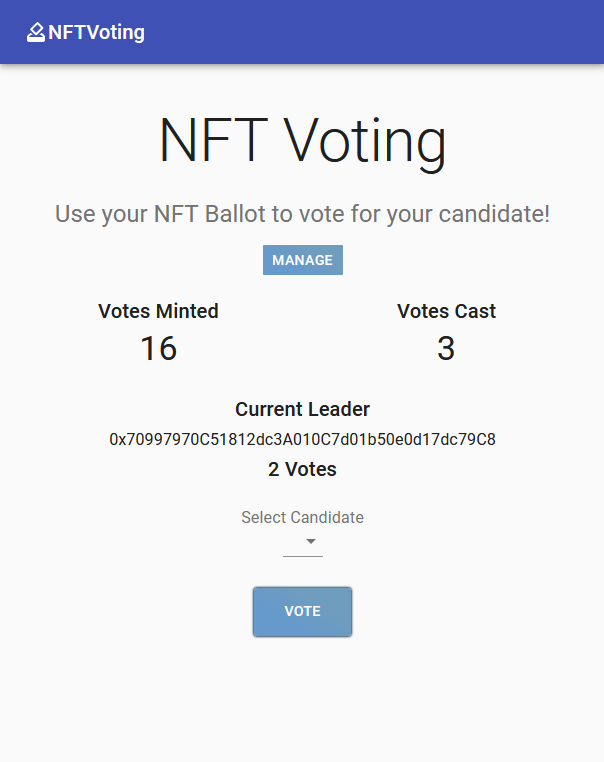 NFTVoting
NFT Voting
Use your NFT Ballot to vote for your candidate!
MANAGE
Votes Minted
Votes Cast
16
3
Current Leader
0x70997970C51812dc3A010C7d01b50e0d17dc79C8
2 Votes
Select Candidate
VOTE